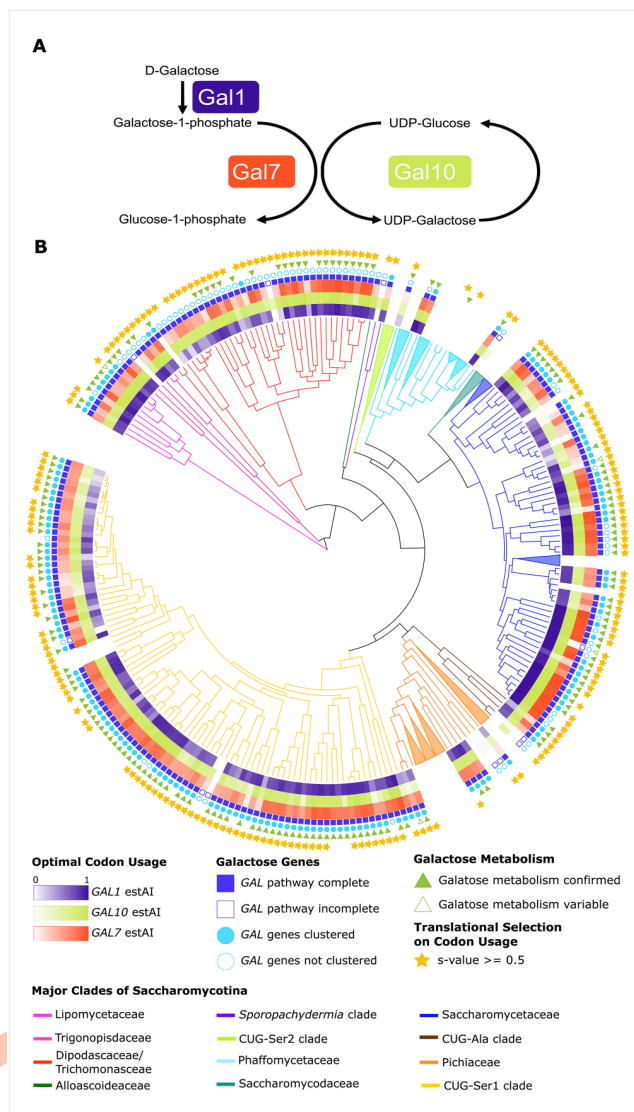 A
D-Galactose
Gal1
Galactose-1-phosphate
UDP-Glucose
Gal7
Gal10
Glucose-1-phosphate
UDP-Galactose
B
Optimal Codon Usage
0 1
GAL1 estAI
GAL10 estAI
GAL7 estAI
Galactose Genes
GAL pathway complete
GAL pathway incomplete
GAL genes clustered
GAL genes not clustered
Galactose Metabolism
Galatose metabolism confirmed
Galatose metabolism variable
Translational Selection
on Codon Usage
s-value >= 0.5
Major Clades of Saccharomycotina
Lipomycetaceae
Trigonopisdaceae
Dipodascaceae/
Trichomonasceae
Alloascoideaceae
Sporopachydermia clade
CUG-Ser2 clade
Phaffomycetaceae
Saccharomycodaceae
Saccharomycetaceae
CUG-Ala clade
Pichiaceae
CUG-Ser1 clade